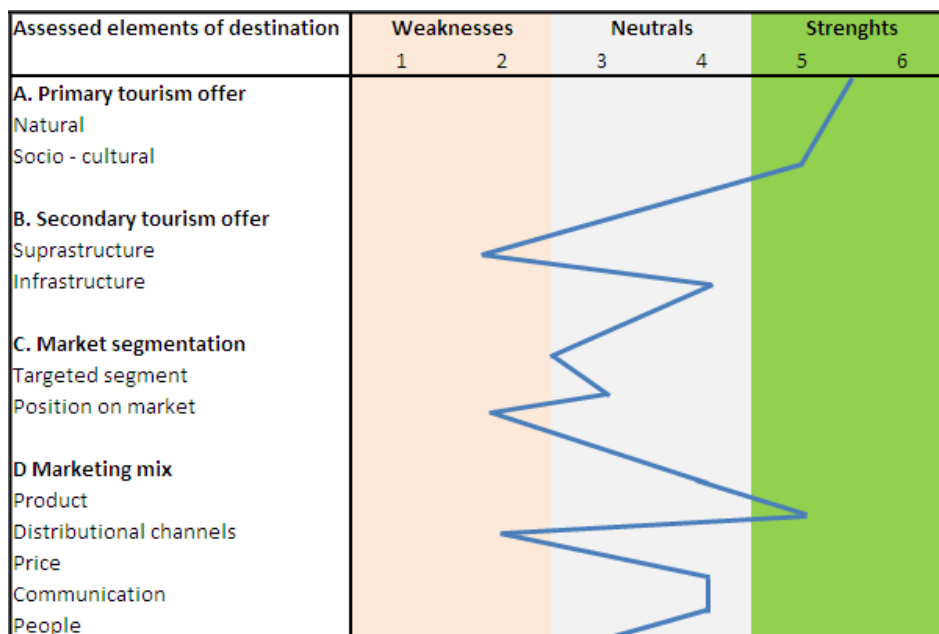 Assessed elements of destination Weaknesses Neutrals Strenghts
1 2 3 4 5 6
A. Primary tourism offer
Natural
Socio - cultural
B. Secondary tourism offer
Suprastructure
Infrastructure
C. Market segmentation
Targeted segment
Position on market
D Marketing mix
Product
Distributional channels
Price
Communication
People